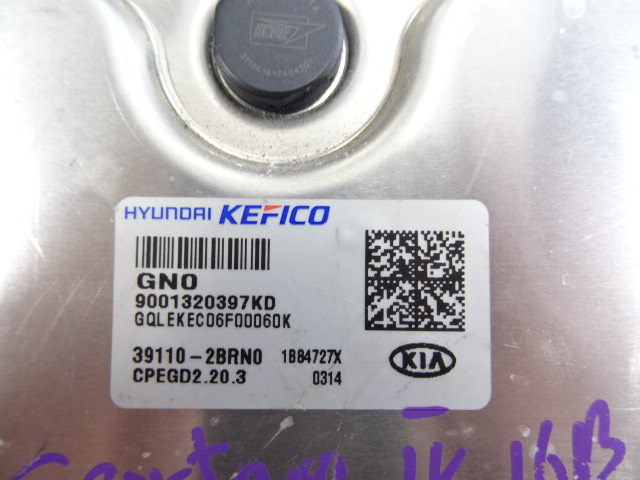 HYUNDAI KEFICO
GN0
9001320397KD
GQLEKEC06F00060K
39110-2BRN0 1B84727X
CPEGD2.20.3 0314
KIA